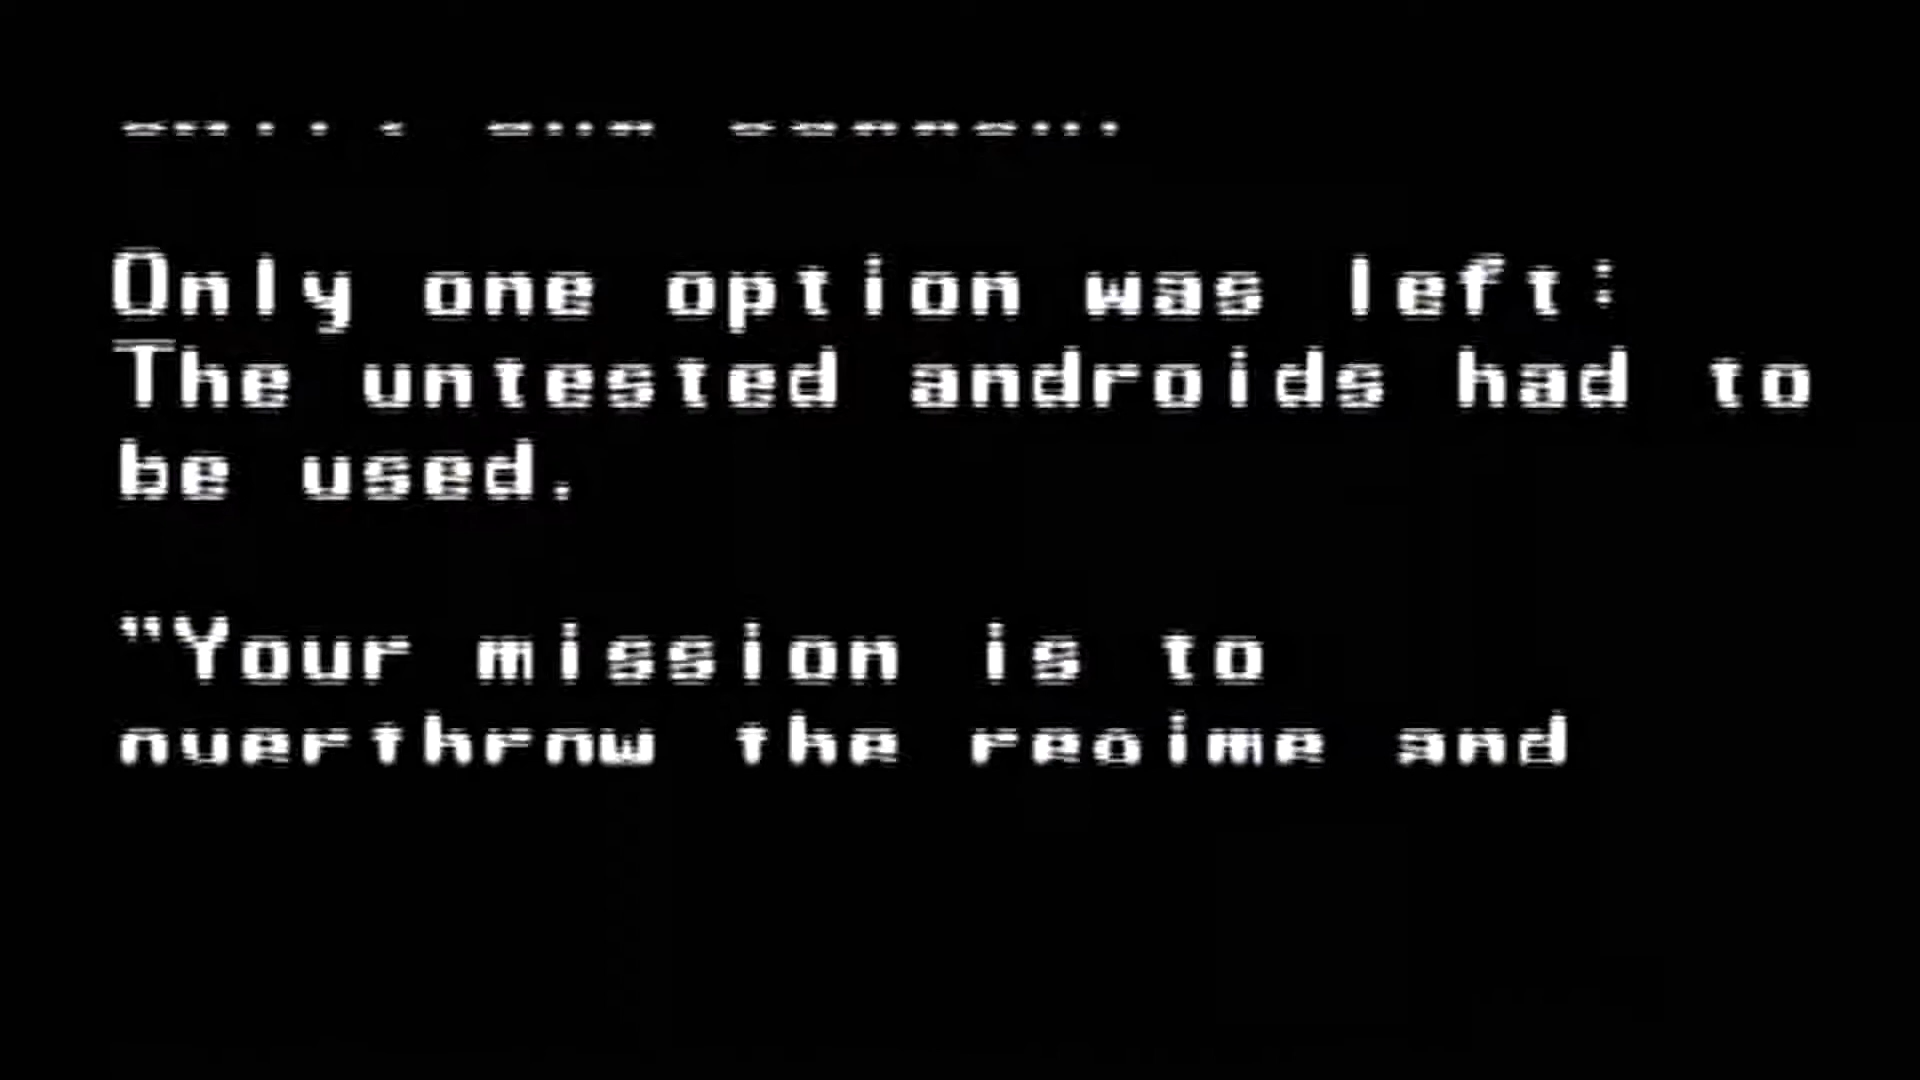 Only one option was left:
The untested androids had to
be used.
"Your mission is to
overthrow the regime and